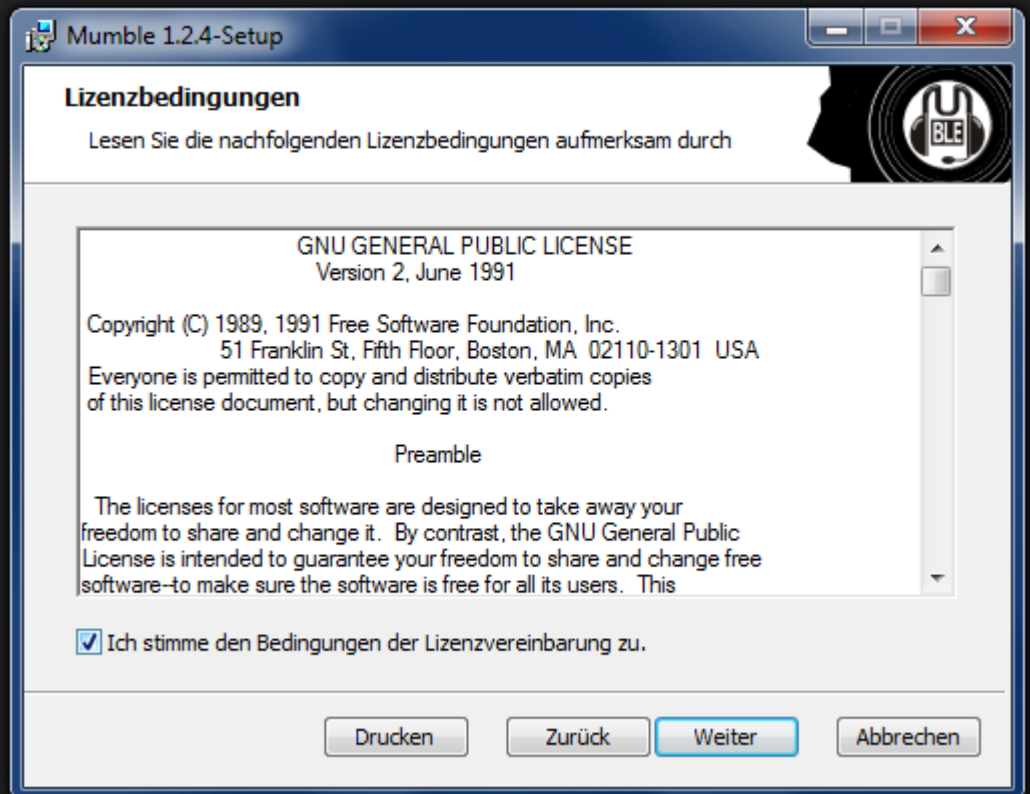 Mumble 1.2.4-Setup
Lizenzbedingungen
Lesen Sie die nachfolgenden Lizenzbedingungen aufmerksam durch
UM
BLE
GNU GENERAL PUBLIC LICENSE
Version 2, June 1991
Copyright (C) 1989, 1991 Free Software Foundation, Inc.
51 Franklin St, Fifth Floor, Boston, MA  02110-1301  USA
Everyone is permitted to copy and distribute verbatim copies
of this license document, but changing it is not allowed.
Preamble
The licenses for most software are designed to take away your
freedom to share and change it.  By contrast, the GNU General Public
License is intended to guarantee your freedom to share and change free
software--to make sure the software is free for all its users.  This
Ich stimme den Bedingungen der Lizenzvereinbarung zu.
Drucken
Zurück
Weiter
Abbrechen